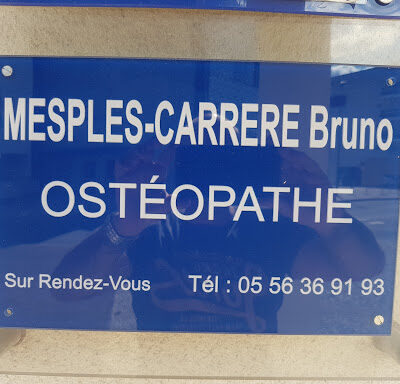 MESPLES-CARRERE Bruno
OSTÉOPATHE
Sur Rendez-Vous Tél : 05 56 36 91 93